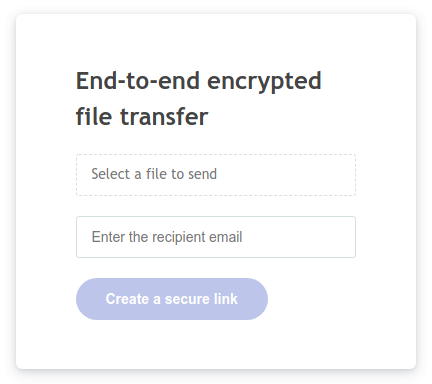 End-to-end encrypted
file transfer
Select a file to send
Enter the recipient email
Create a secure link